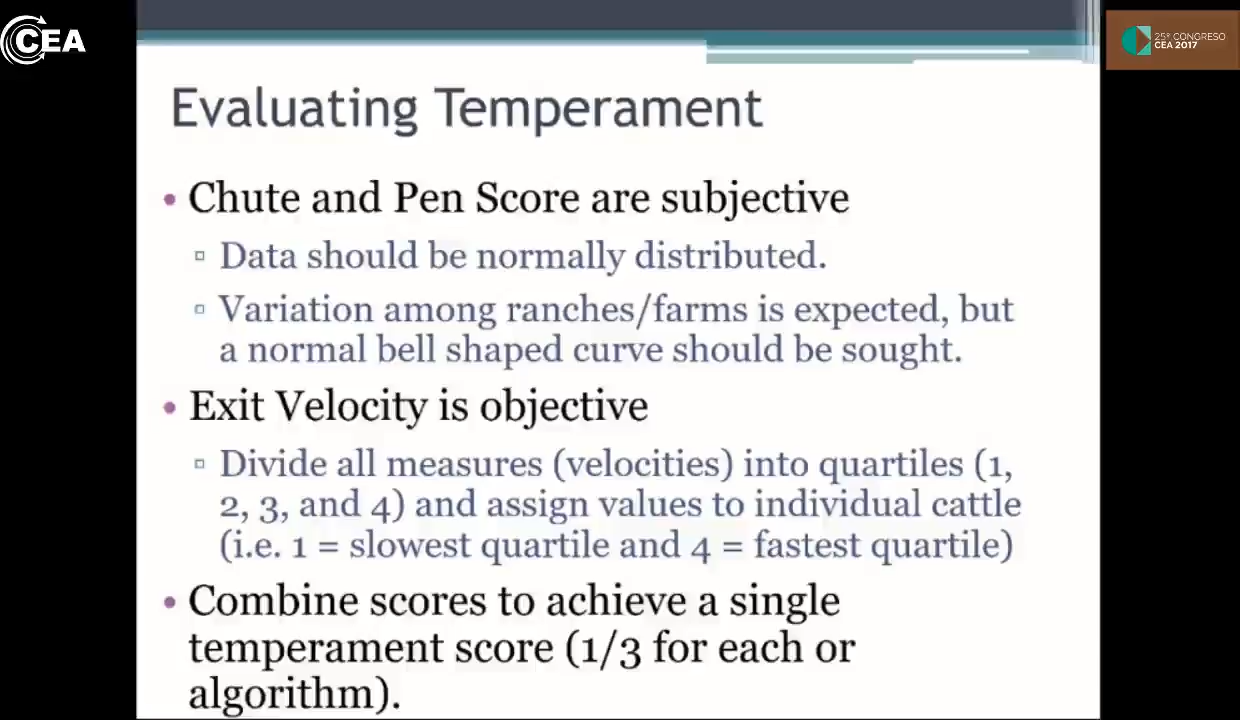 CEA
25º CONGRESO
CEA 2017
Evaluating Temperament
• Chute and Pen Score are subjective
▫ Data should be normally distributed.
▫ Variation among ranches/farms is expected, but
a normal bell shaped curve should be sought.
• Exit Velocity is objective
▫ Divide all measures (velocities) into quartiles (1,
2, 3, and 4) and assign values to individual cattle
(i.e. 1 = slowest quartile and 4 = fastest quartile)
• Combine scores to achieve a single
temperament score (1/3 for each or
algorithm).